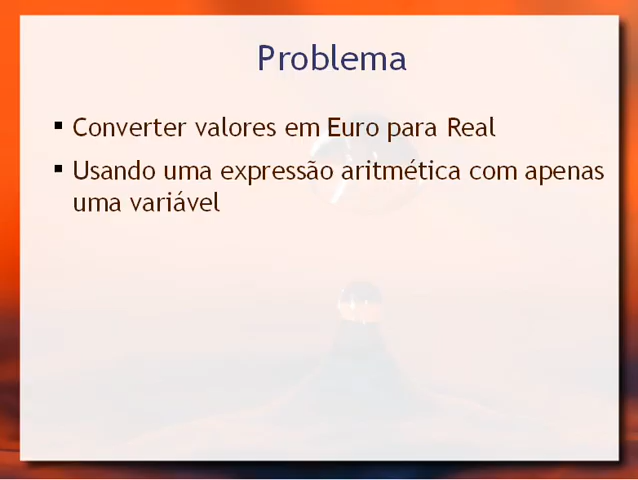 Problema
▪ Converter valores em Euro para Real
▪ Usando uma expressão aritmética com apenas
uma variável